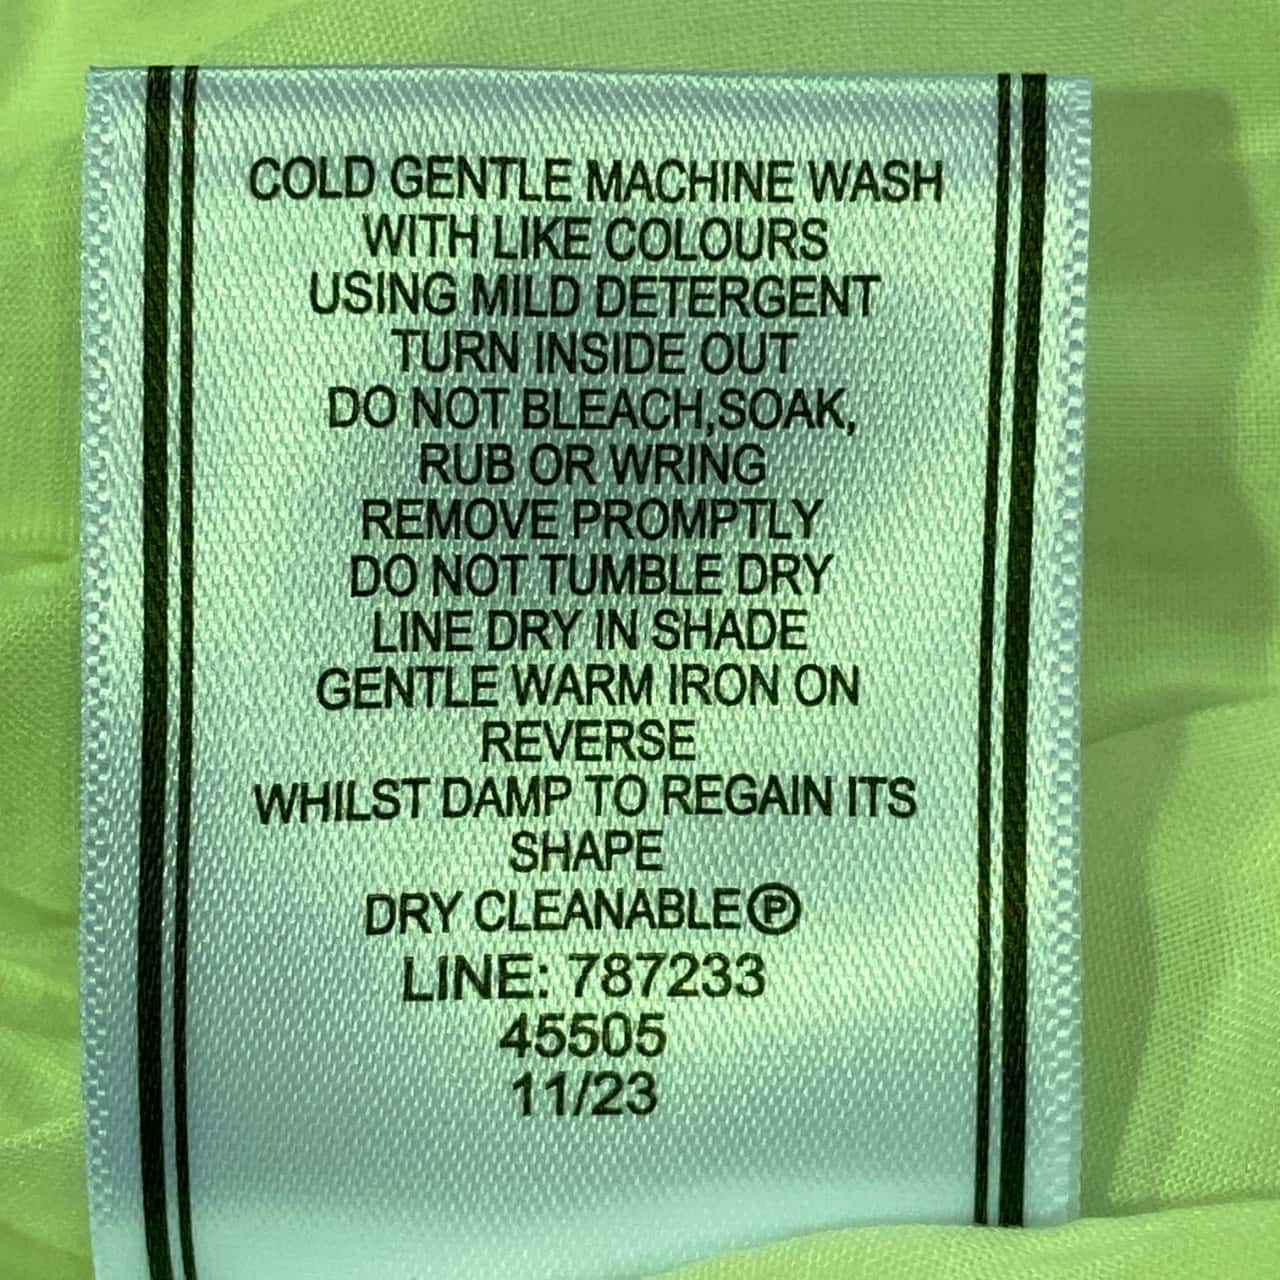 COLD GENTLE MACHINE WASH
WITH LIKE COLOURS
USING MILD DETERGENT
TURN INSIDE OUT
DO NOT BLEACH,SOAK,
RUB OR WRING
REMOVE PROMPTLY
DO NOT TUMBLE DRY
LINE DRY IN SHADE
GENTLE WARM IRON ON
REVERSE
WHILST DAMP TO REGAIN ITS
SHAPE
DRY CLEANABLE Ⓟ
LINE: 787233
45505
11/23